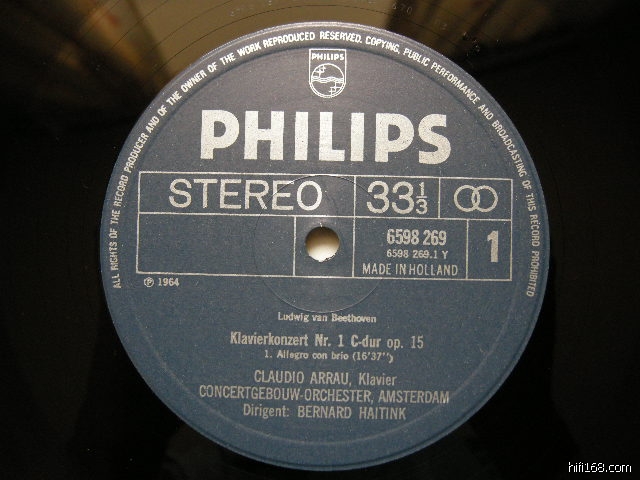 ALL RIGHTS OF THE RECORD PRODUCER AND OF THE OWNER OF THE WORK REPRODUCED RESERVED. COPYING, PUBLIC PERFORMANCE AND BROADCASTING OF THIS RECORD PROHIBITED
PHILIPS
PHILIPS
STEREO 33 1/3
6598 269
6598 269.1 Y
1
MADE IN HOLLAND
℗ 1964
Ludwig van Beethoven
Klavierkonzert Nr. 1 C-dur op. 15
1. Allegro con brio (16'37")
CLAUDIO ARRAU, Klavier
CONCERTGEBOUW-ORCHESTER, AMSTERDAM
Dirigent: BERNARD HAITINK
hifi168.com